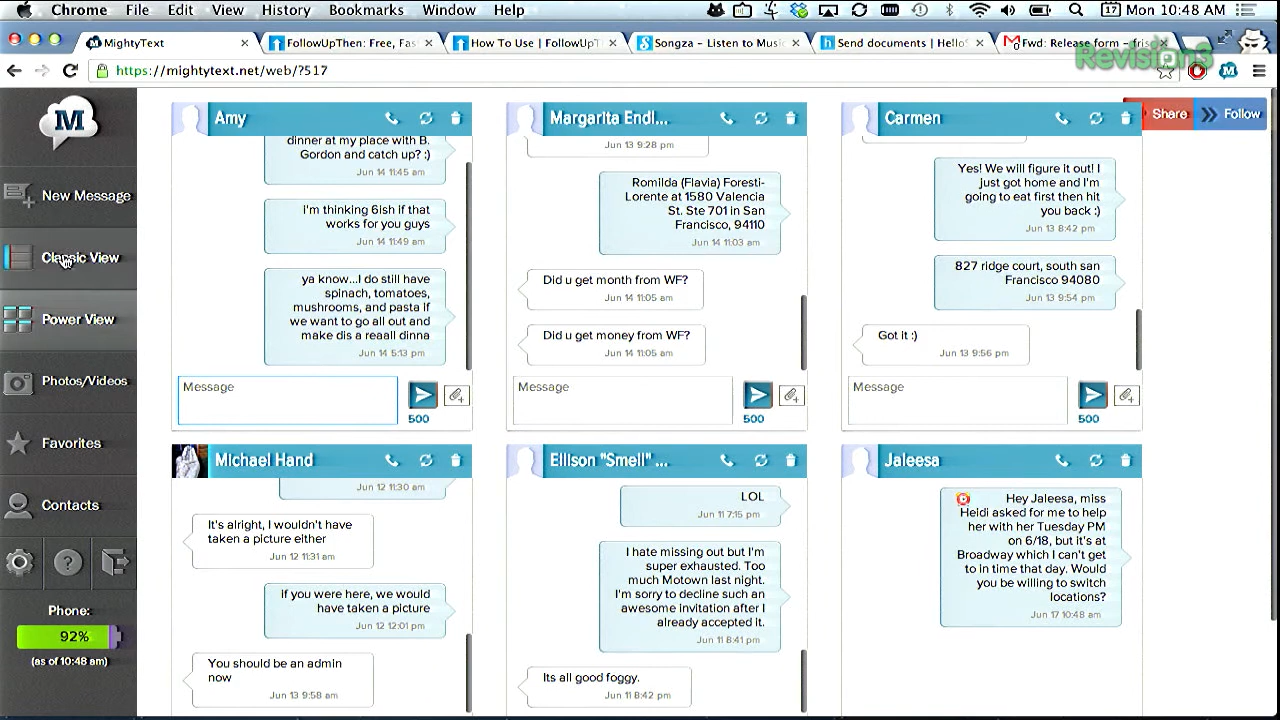 Chrome File Edit View History Bookmarks Window Help 17 Mon 10:48 AM
MightyText
FollowUpThen: Free, Fas
How To Use | FollowUpT
Songza - Listen to Music
Send documents | HelloS
Fwd: Release form – fris
Revision3
https://mightytext.net/web/?517
M
New Message
Classic View
Power View
Photos/Videos
Favorites
Contacts
?
Phone:
92%
(as of 10:48 am)
Share
Follow
Amy
dinner at my place with B.
Gordon and catch up? :)
Jun 14 11:45 am
I'm thinking 6ish if that
works for you guys
Jun 14 11:49 am
ya know...I do still have
spinach, tomatoes,
mushrooms, and pasta if
we want to go all out and
make dis a reaall dinna
Jun 14 5:13 pm
Message
500
Margarita Endl...
Jun 13 9:28 pm
Romilda (Flavia) Foresti-
Lorente at 1580 Valencia
St. Ste 701 in San
Francisco, 94110
Jun 14 11:03 am
Did u get month from WF?
Jun 14 11:05 am
Did u get money from WF?
Jun 14 11:05 am
Message
500
Carmen
Yes! We will figure it out! I
just got home and I'm
going to eat first then hit
you back :)
Jun 13 8:42 pm
827 ridge court, south san
Francisco 94080
Jun 13 9:54 pm
Got it :)
Jun 13 9:56 pm
Message
500
Michael Hand
Jun 12 11:30 am
It's alright, I wouldn't have
taken a picture either
Jun 12 11:31 am
If you were here, we would
have taken a picture
Jun 12 12:01 pm
You should be an admin
now
Jun 13 9:58 am
Ellison "Smell" ...
LOL
Jun 11 7:15 pm
I hate missing out but I'm
super exhausted. Too
much Motown last night.
I'm sorry to decline such an
awesome invitation after I
already accepted it.
Jun 11 8:41 pm
Its all good foggy.
Jun 11 8:42 pm
Jaleesa
Hey Jaleesa, miss
Heidi asked for me to help
her with her Tuesday PM
on 6/18, but it's at
Broadway which I can't get
to in time that day. Would
you be willing to switch
locations?
Jun 17 10:48 am